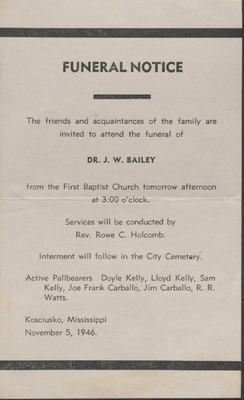 FUNERAL NOTICE
The friends and acquaintances of the family are
invited to attend the funeral of
DR. J. W. BAILEY
from the First Baptist Church tomorrow afternoon
at 3:00 o'clock.
Services will be conducted by
Rev. Rowe C. Holcomb.
Interment will follow in the City Cemetery.
Active Pallbearers Doyle Kelly, Lloyd Kelly, Sam
Kelly, Joe Frank Carballo, Jim Carballo, R. R.
Watts.
Kosciusko, Mississippi
November 5, 1946.